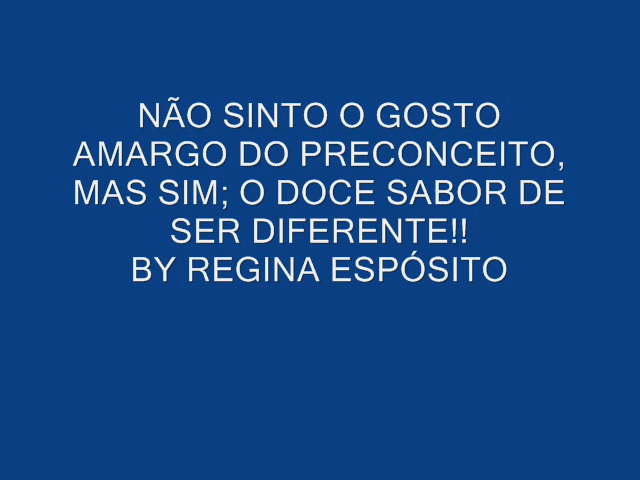 NÃO SINTO O GOSTO
AMARGO DO PRECONCEITO,
MAS SIM; O DOCE SABOR DE
SER DIFERENTE!!
BY REGINA ESPÓSITO